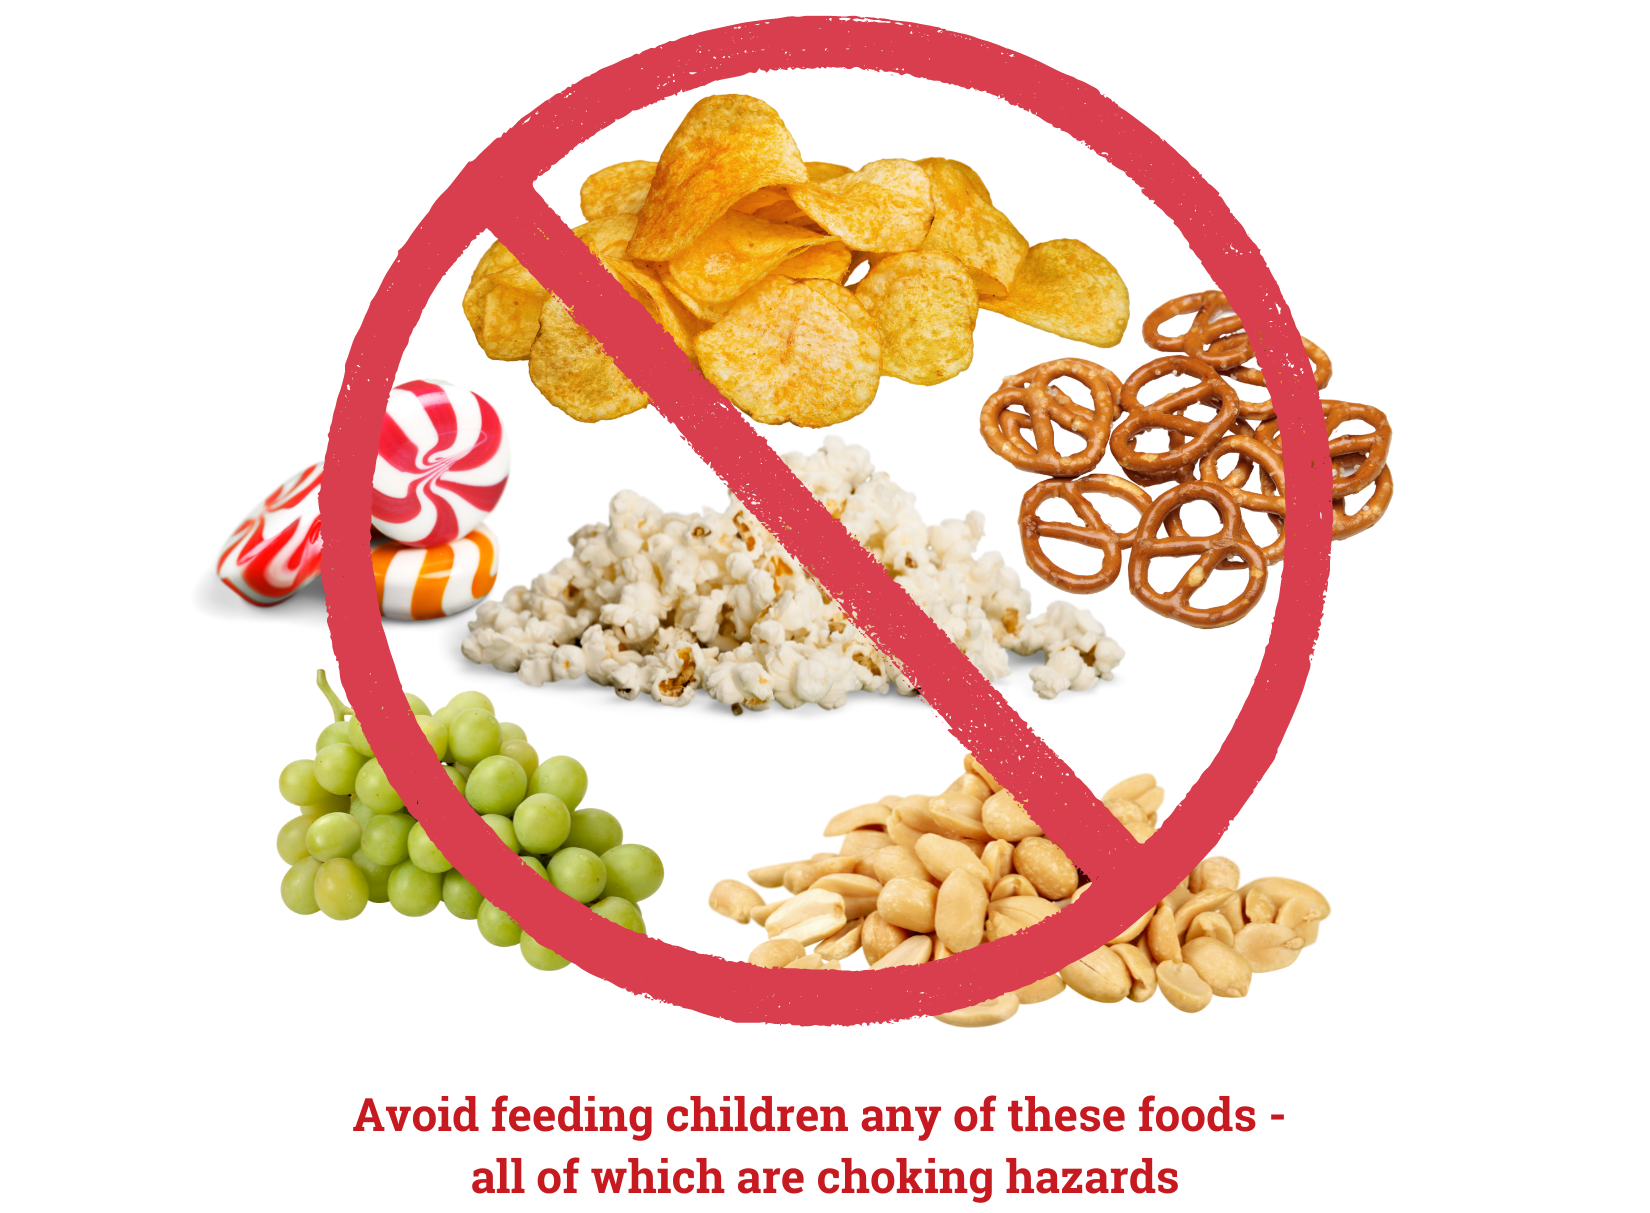 Avoid feeding children any of these foods -
all of which are choking hazards